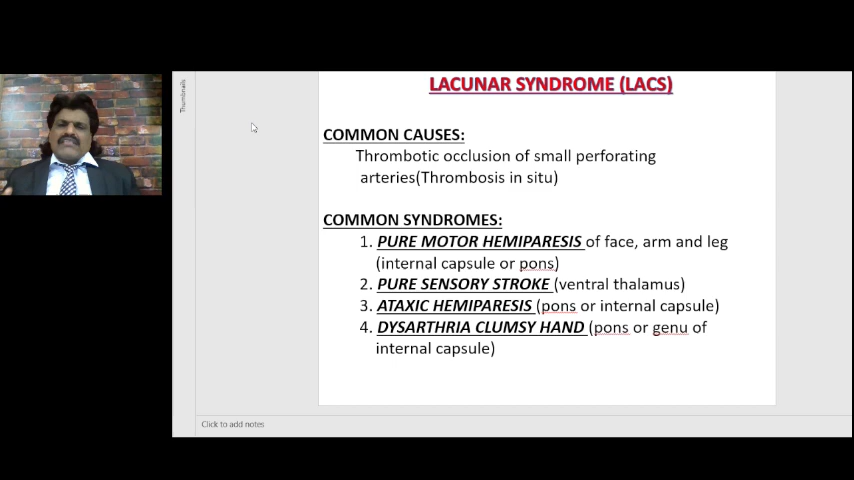 Thumbnails
LACUNAR SYNDROME (LACS)
COMMON CAUSES:
Thrombotic occlusion of small perforating
arteries(Thrombosis in situ)
COMMON SYNDROMES:
1. PURE MOTOR HEMIPARESIS of face, arm and leg
(internal capsule or pons)
2. PURE SENSORY STROKE (ventral thalamus)
3. ATAXIC HEMIPARESIS (pons or internal capsule)
4. DYSARTHRIA CLUMSY HAND (pons or genu of
internal capsule)
Click to add notes